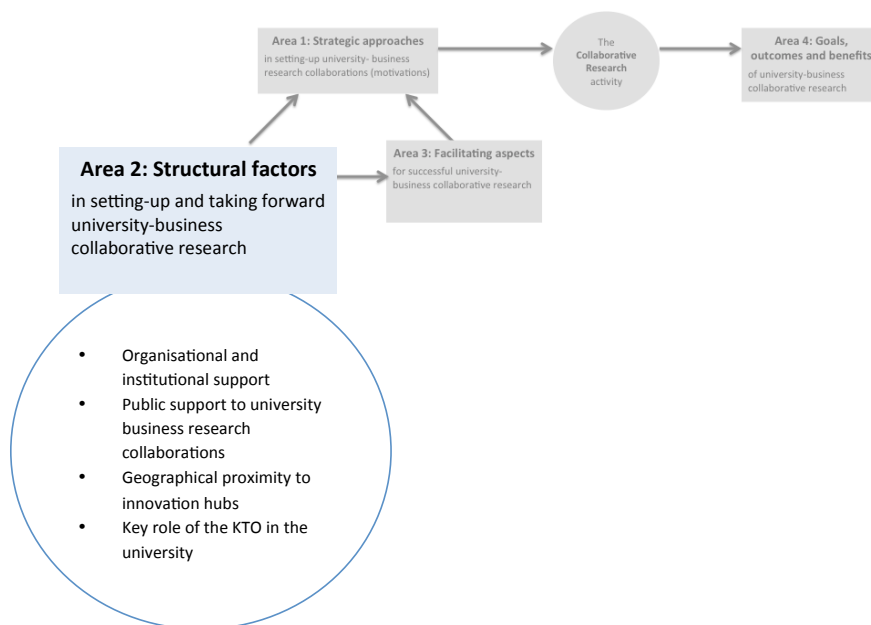 Area 1: Strategic approaches
in setting-up university- business
research collaborations (motivations)
The
Collaborative
Research
activity
Area 4: Goals,
outcomes and benefits
of university-business
collaborative research
Area 2: Structural factors
in setting-up and taking forward
university-business
collaborative research
Area 3: Facilitating aspects
for successful university-
business collaborative research
• Organisational and
institutional support
• Public support to university
business research
collaborations
• Geographical proximity to
innovation hubs
• Key role of the KTO in the
university